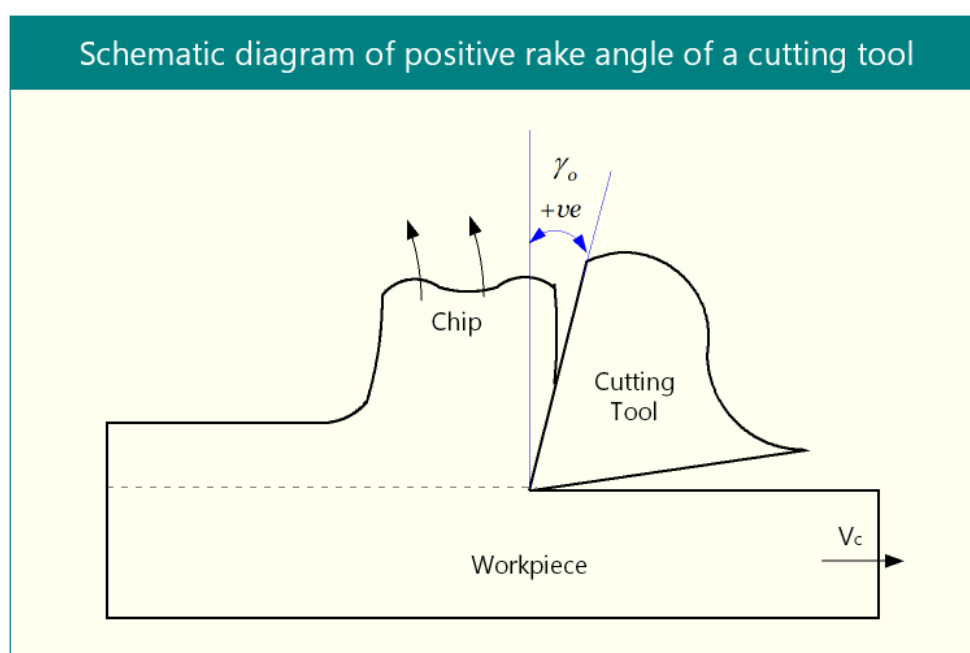 Schematic diagram of positive rake angle of a cutting tool
γₒ
+ve
Chip
Cutting
Tool
Vc
Workpiece